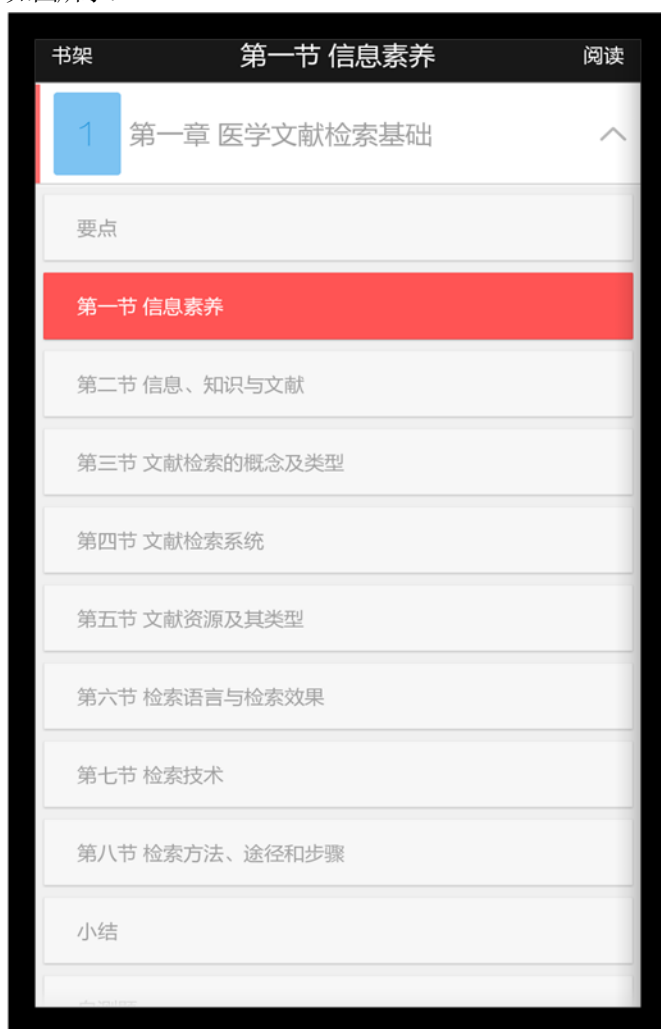 书架 第一节 信息素养 阅读
1 第一章 医学文献检索基础
要点
第一节 信息素养
第二节 信息、知识与文献
第三节 文献检索的概念及类型
第四节 文献检索系统
第五节 文献资源及其类型
第六节 检索语言与检索效果
第七节 检索技术
第八节 检索方法、途径和步骤
小结